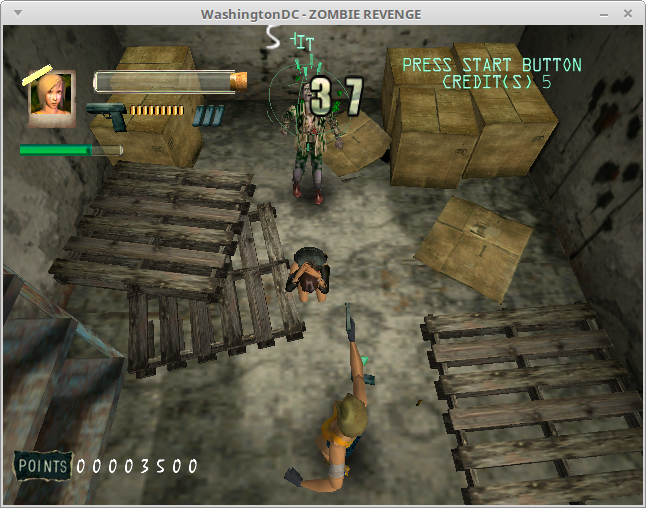 WashingtonDC - ZOMBIE REVENGE
HIT
37
PRESS START BUTTON
CREDIT(S) 5
POINTS 00003500